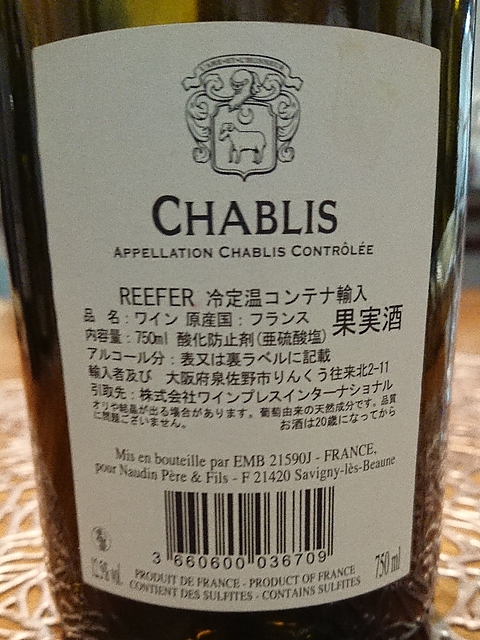 CHABLIS
APPELLATION CHABLIS CONTRÔLÉE
REEFER 冷定温コンテナ輸入
品 名：ワイン 原産国：フランス 果実酒
内容量：750ml 酸化防止剤(亜硫酸塩)
アルコール分：表又は裏ラベルに記載
輸入者及び 大阪府泉佐野市りんくう往来北2-11
引取先：株式会社ワインプレスインターナショナル
オリや結晶が出る場合があります。葡萄由来の天然成分です。品質
に問題ございません。 お酒は20歳になってから
Mis en bouteille par EMB 21590J - FRANCE,
pour Naudin Père & Fils - F 21420 Savigny-lès-Beaune
3 660600 036709
12.5% vol. 750 ml
PRODUIT DE FRANCE - PRODUCT OF FRANCE
CONTIENT DES SULFITES - CONTAINS SULFITES